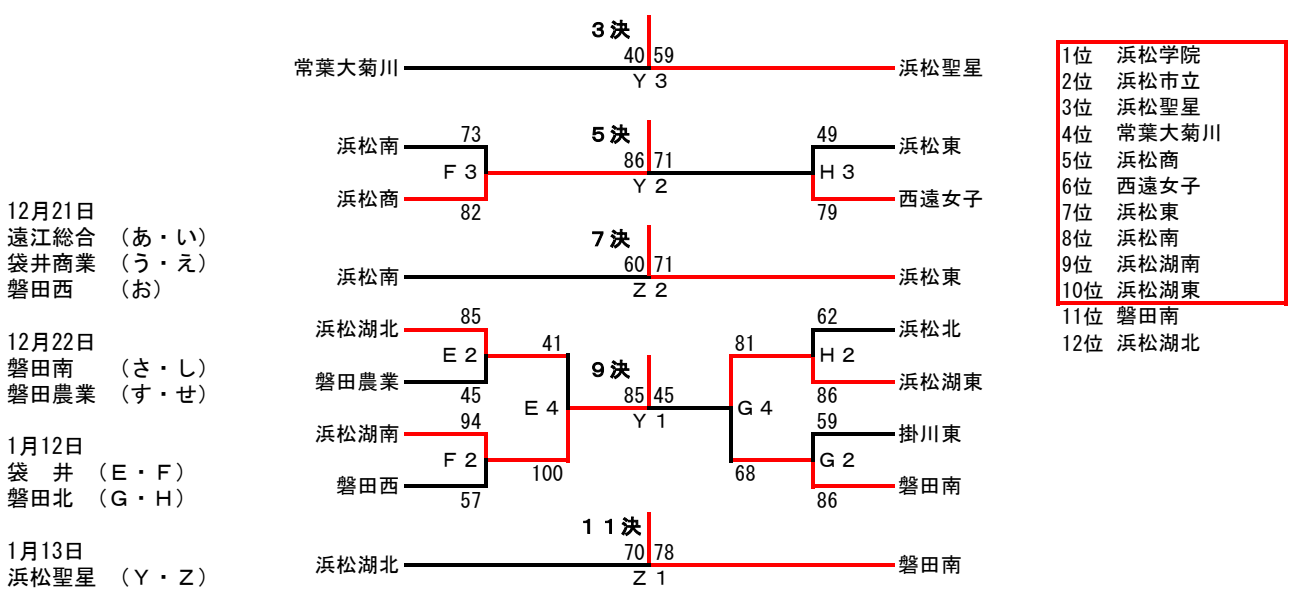 ３決
40 59
常葉大菊川
浜松聖星
Ｙ３
浜松南
73
５決
49
浜松東
Ｆ３
86 71
Ｈ３
Ｙ２
浜松商
82
79
西遠女子
７決
60 71
浜松南
浜松東
Ｚ２
浜松湖北
85
62
浜松北
Ｅ２
41
81
Ｈ２
磐田農業
45
９決
86
浜松湖東
Ｅ４
85 45
Ｇ４
Ｙ１
浜松湖南
94
59
掛川東
Ｆ２
100
68
Ｇ２
磐田西
57
86
磐田南
１１決
70 78
浜松湖北
磐田南
Ｚ１
12月21日
遠江総合 （あ・い）
袋井商業 （う・え）
磐田西 （お）
12月22日
磐田南 （さ・し）
磐田農業 （す・せ）
1月12日
袋　井 （Ｅ・Ｆ）
磐田北 （Ｇ・Ｈ）
1月13日
浜松聖星 （Ｙ・Ｚ）
1位 浜松学院
2位 浜松市立
3位 浜松聖星
4位 常葉大菊川
5位 浜松商
6位 西遠女子
7位 浜松東
8位 浜松南
9位 浜松湖南
10位 浜松湖東
11位 磐田南
12位 浜松湖北